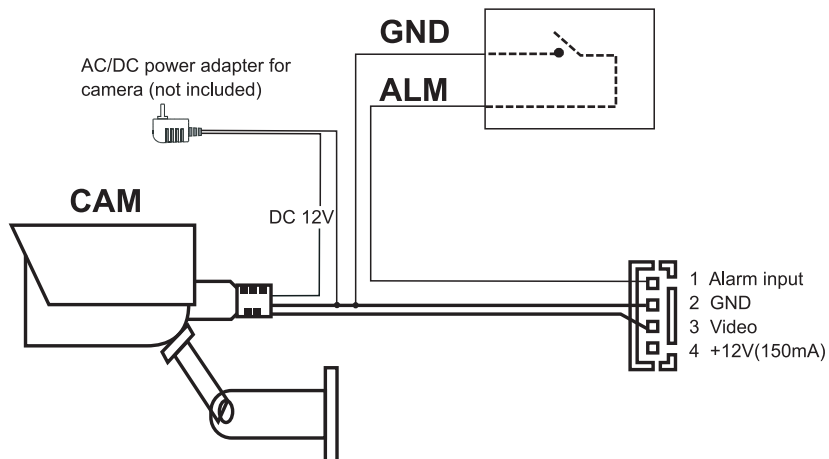 GND
AC/DC power adapter for
camera (not included)
ALM
CAM
DC 12V
1 Alarm input
2 GND
3 Video
4 +12V(150mA)